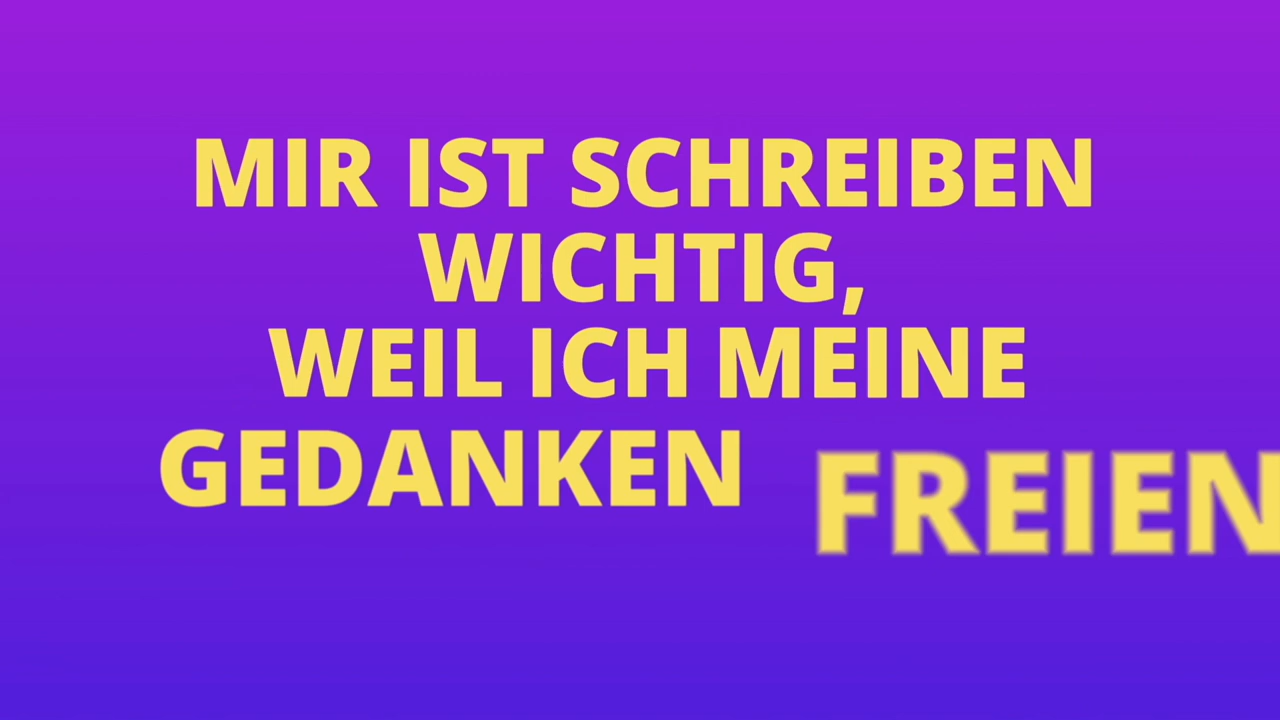 MIR IST SCHREIBEN
WICHTIG,
WEIL ICH MEINE
GEDANKEN FREIEN